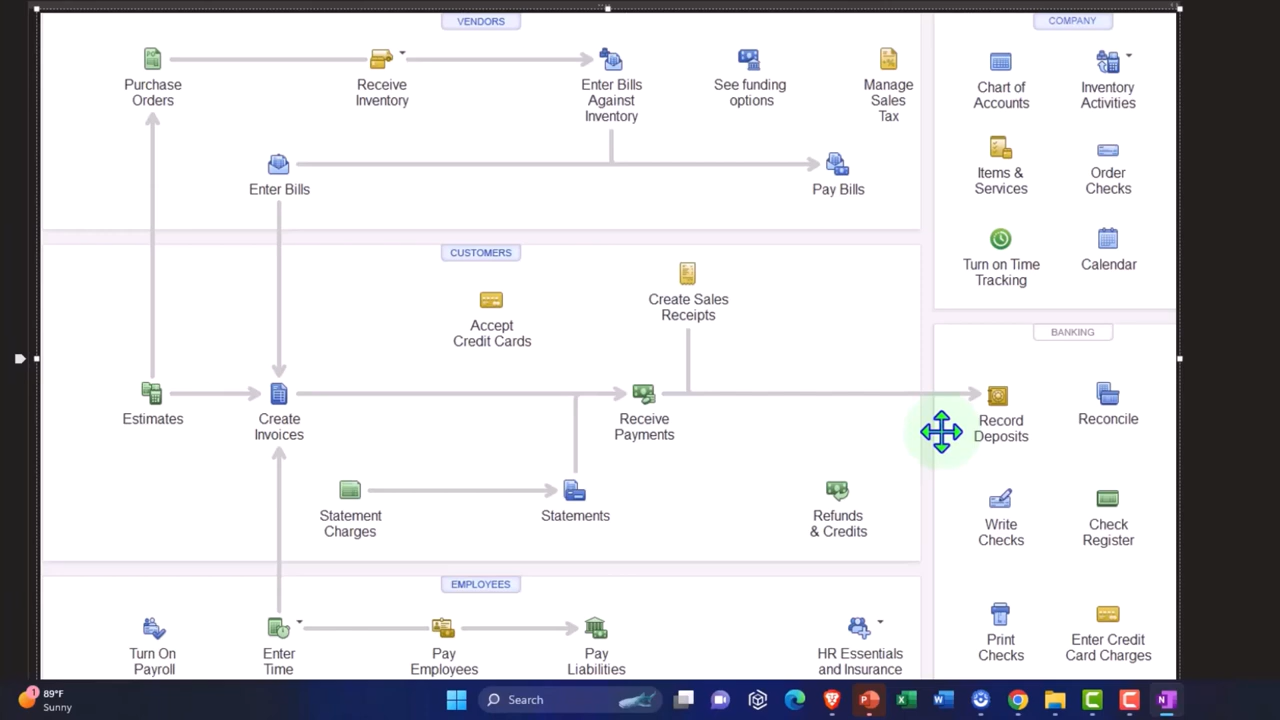 VENDORS
Purchase
Orders
Receive
Inventory
Enter Bills
Against
Inventory
See funding
options
Manage
Sales
Tax
Enter Bills
Pay Bills
COMPANY
Chart of
Accounts
Inventory
Activities
Items &
Services
Order
Checks
Turn on Time
Tracking
Calendar
CUSTOMERS
Accept
Credit Cards
Create Sales
Receipts
Estimates
Create
Invoices
Receive
Payments
Statement
Charges
Statements
Refunds
& Credits
BANKING
Record
Deposits
Reconcile
Write
Checks
Check
Register
Print
Checks
Enter Credit
Card Charges
EMPLOYEES
Turn On
Payroll
Enter
Time
Pay
Employees
Pay
Liabilities
HR Essentials
and Insurance
1
89°F
Sunny
Search